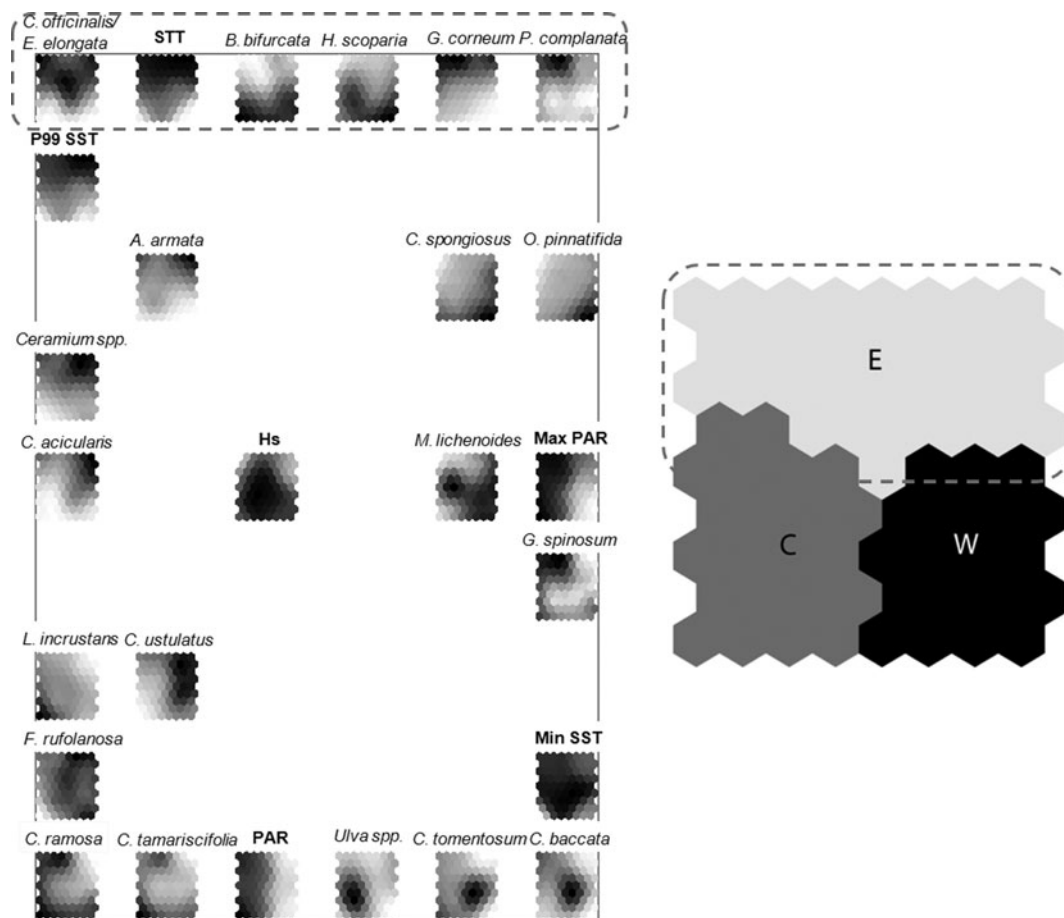 C. officinalis/
E. elongata STT B. bifurcata H. scoparia G. corneum P. complanata
P99 SST
A. armata C. spongiosus O. pinnatifida
Ceramium spp.
C. acicularis Hs M. lichenoides Max PAR
G. spinosum
L. incrustans C. ustulatus
F. rufolanosa Min SST
C. ramosa C. tamariscifolia PAR Ulva spp. C. tomentosum C. baccata
E
C W